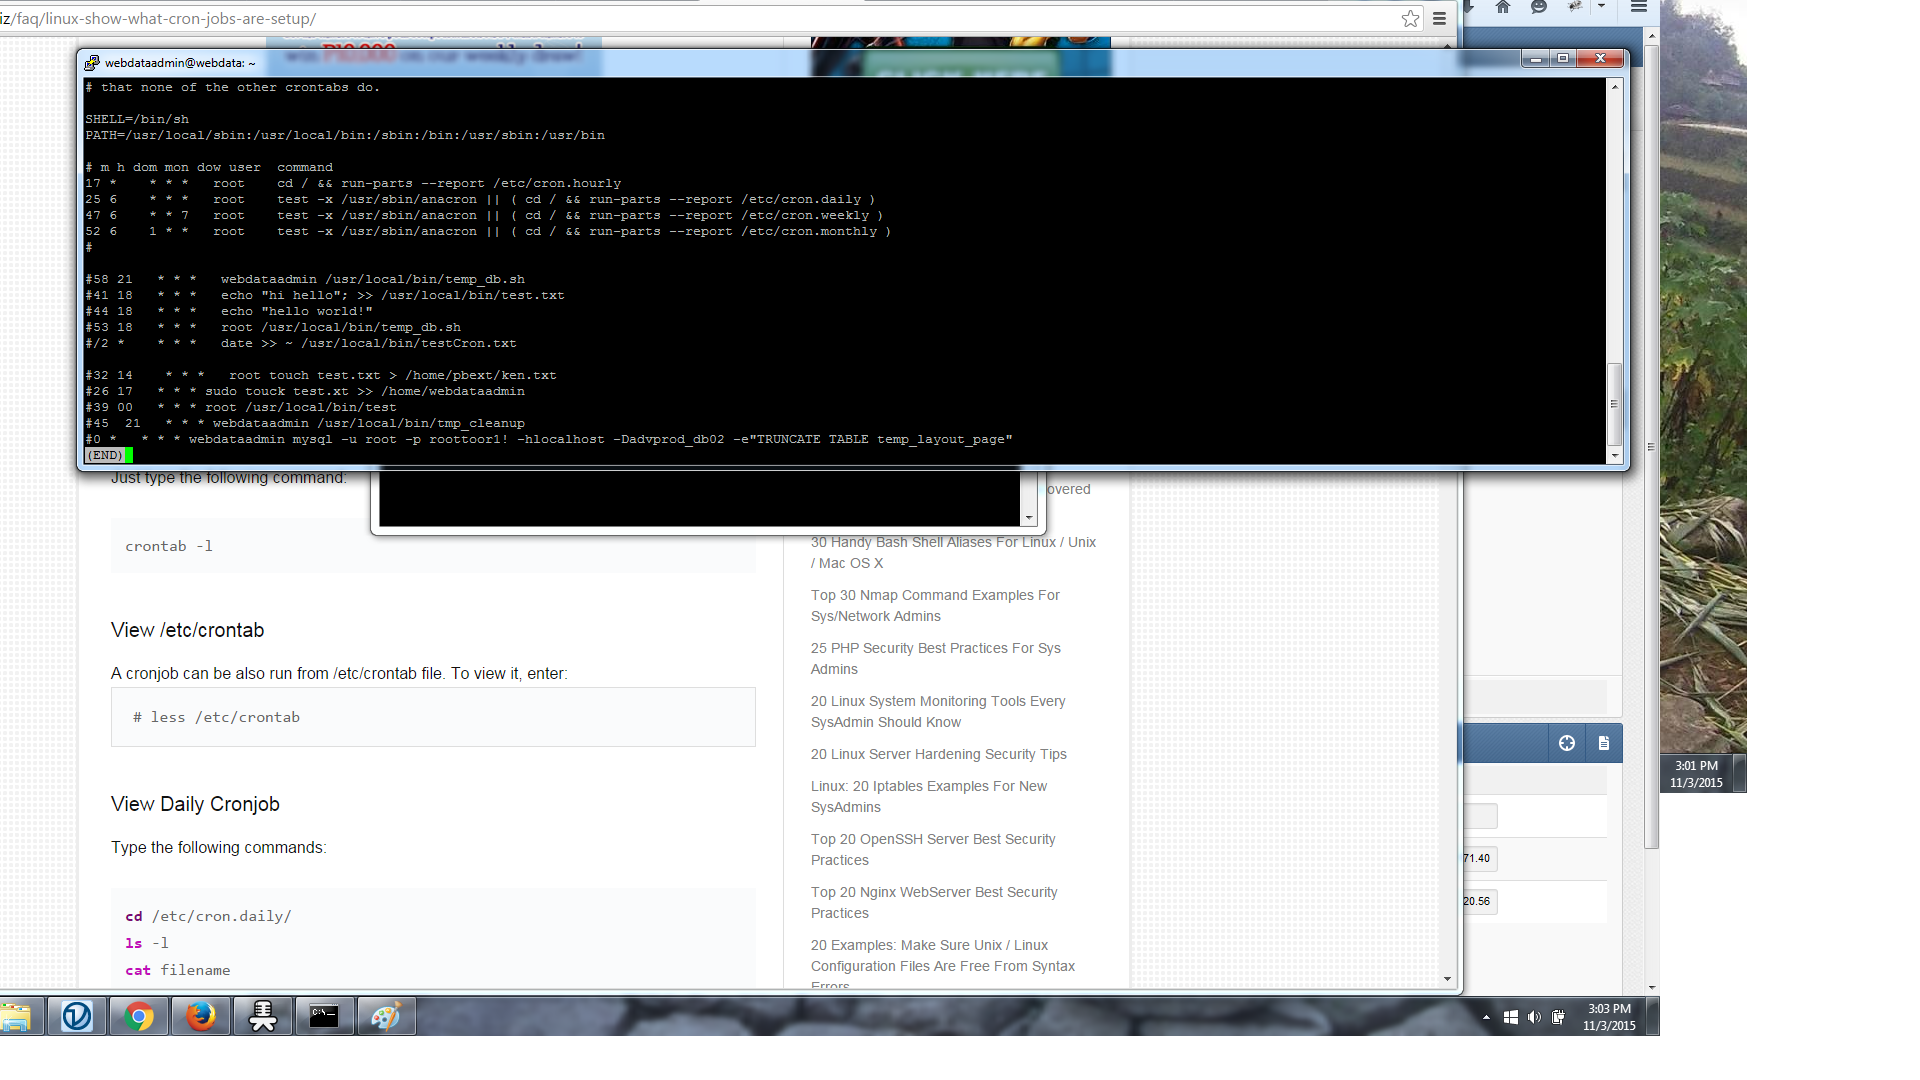 iz/faq/linux-show-what-cron-jobs-are-setup/
webdataadmin@webdata: ~
# that none of the other crontabs do.
SHELL=/bin/sh
PATH=/usr/local/sbin:/usr/local/bin:/sbin:/bin:/usr/sbin:/usr/bin
# m h dom mon dow user  command
17 *    * * *   root    cd / && run-parts --report /etc/cron.hourly
25 6    * * *   root    test -x /usr/sbin/anacron || ( cd / && run-parts --report /etc/cron.daily )
47 6    * * 7   root    test -x /usr/sbin/anacron || ( cd / && run-parts --report /etc/cron.weekly )
52 6    1 * *   root    test -x /usr/sbin/anacron || ( cd / && run-parts --report /etc/cron.monthly )
#
#58 21   * * *   webdataadmin /usr/local/bin/temp_db.sh
#41 18   * * *   echo "hi hello"; >> /usr/local/bin/test.txt
#44 18   * * *   echo "hello world!"
#53 18   * * *   root /usr/local/bin/temp_db.sh
#/2 *    * * *   date >> ~ /usr/local/bin/testCron.txt
#32 14    * * *   root touch test.txt > /home/pbext/ken.txt
#26 17   * * * sudo touck test.xt >> /home/webdataadmin
#39 00   * * * root /usr/local/bin/test
#45  21   * * * webdataadmin /usr/local/bin/tmp_cleanup
#0 *   * * * webdataadmin mysql -u root -p roottoor1! -hlocalhost -Dadvprod_db02 -e"TRUNCATE TABLE temp_layout_page"
(END)
Just type the following command:
crontab -l
View /etc/crontab
A cronjob can be also run from /etc/crontab file. To view it, enter:
# less /etc/crontab
View Daily Cronjob
Type the following commands:
cd /etc/cron.daily/
ls -l
cat filename
overed
30 Handy Bash Shell Aliases For Linux / Unix
/ Mac OS X
Top 30 Nmap Command Examples For
Sys/Network Admins
25 PHP Security Best Practices For Sys
Admins
20 Linux System Monitoring Tools Every
SysAdmin Should Know
20 Linux Server Hardening Security Tips
Linux: 20 Iptables Examples For New
SysAdmins
Top 20 OpenSSH Server Best Security
Practices
Top 20 Nginx WebServer Best Security
Practices
20 Examples: Make Sure Unix / Linux
Configuration Files Are Free From Syntax
Errors
71.40
20.56
3:01 PM
11/3/2015
3:03 PM
11/3/2015